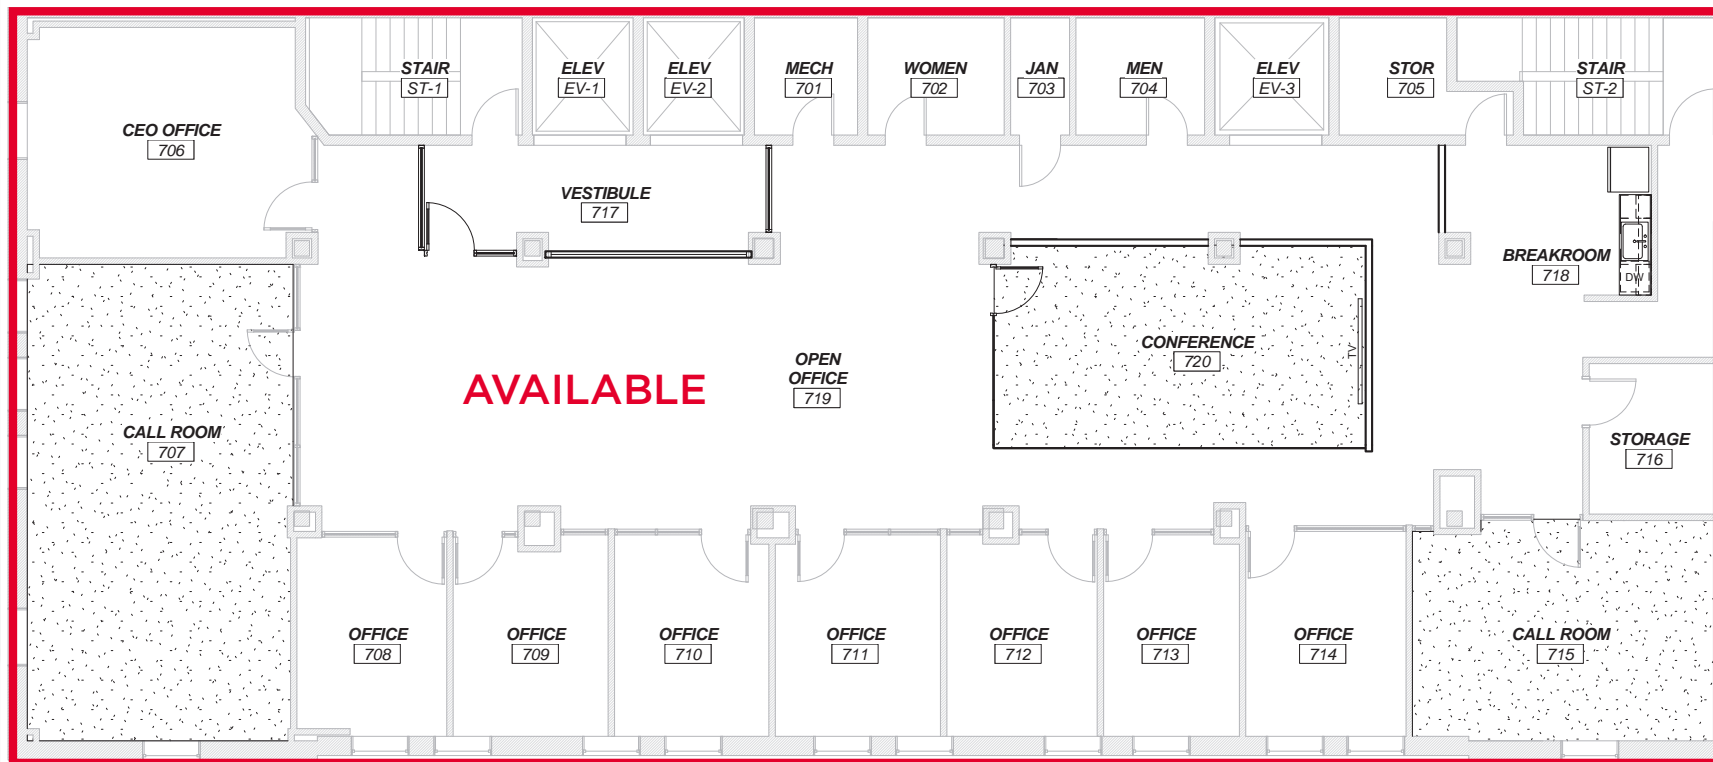 STAIR
ST-1
ELEV
EV-1
ELEV
EV-2
MECH
701
WOMEN
702
JAN
703
MEN
704
ELEV
EV-3
STOR
705
STAIR
ST-2
CEO OFFICE
706
VESTIBULE
717
BREAKROOM
718
DW
CONFERENCE
720
TV
OPEN
OFFICE
719
AVAILABLE
CALL ROOM
707
STORAGE
716
OFFICE
708
OFFICE
709
OFFICE
710
OFFICE
711
OFFICE
712
OFFICE
713
OFFICE
714
CALL ROOM
715